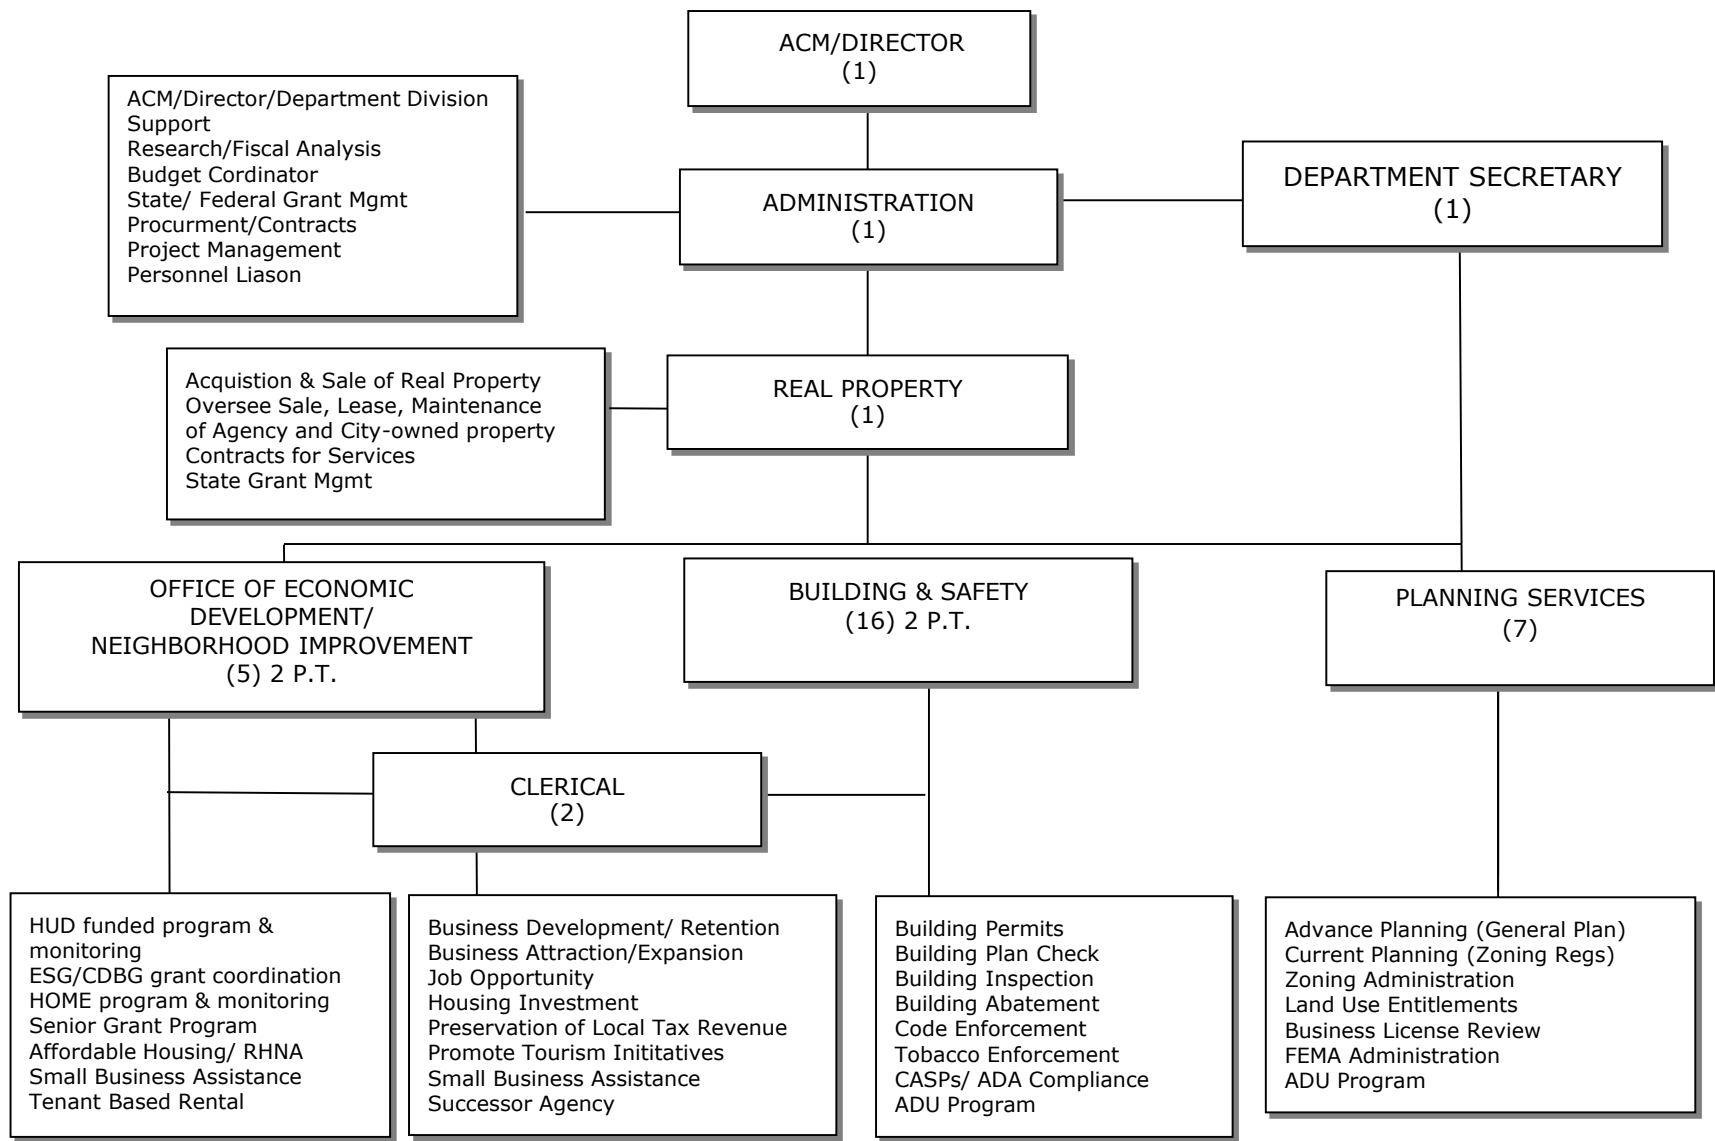 ACM/DIRECTOR
(1)
ACM/Director/Department Division
Support
Research/Fiscal Analysis
Budget Cordinator
State/ Federal Grant Mgmt
Procurment/Contracts
Project Management
Personnel Liason
ADMINISTRATION
(1)
DEPARTMENT SECRETARY
(1)
Acquistion & Sale of Real Property
Oversee Sale, Lease, Maintenance
of Agency and City-owned property
Contracts for Services
State Grant Mgmt
REAL PROPERTY
(1)
OFFICE OF ECONOMIC
DEVELOPMENT/
NEIGHBORHOOD IMPROVEMENT
(5) 2 P.T.
BUILDING & SAFETY
(16) 2 P.T.
PLANNING SERVICES
(7)
CLERICAL
(2)
HUD funded program &
monitoring
ESG/CDBG grant coordination
HOME program & monitoring
Senior Grant Program
Affordable Housing/ RHNA
Small Business Assistance
Tenant Based Rental
Business Development/ Retention
Business Attraction/Expansion
Job Opportunity
Housing Investment
Preservation of Local Tax Revenue
Promote Tourism Inititatives
Small Business Assistance
Successor Agency
Building Permits
Building Plan Check
Building Inspection
Building Abatement
Code Enforcement
Tobacco Enforcement
CASPs/ ADA Compliance
ADU Program
Advance Planning (General Plan)
Current Planning (Zoning Regs)
Zoning Administration
Land Use Entitlements
Business License Review
FEMA Administration
ADU Program